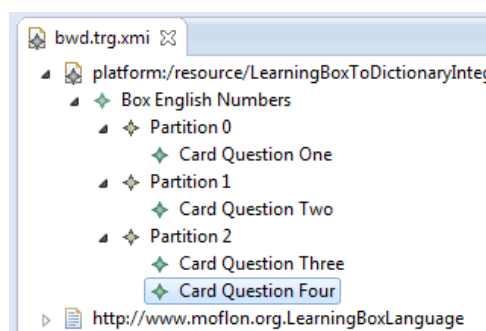 bwd.trg.xmi
platform:/resource/LearningBoxToDictionaryInteg
Box English Numbers
Partition 0
Card Question One
Partition 1
Card Question Two
Partition 2
Card Question Three
Card Question Four
http://www.moflon.org.LearningBoxLanguage